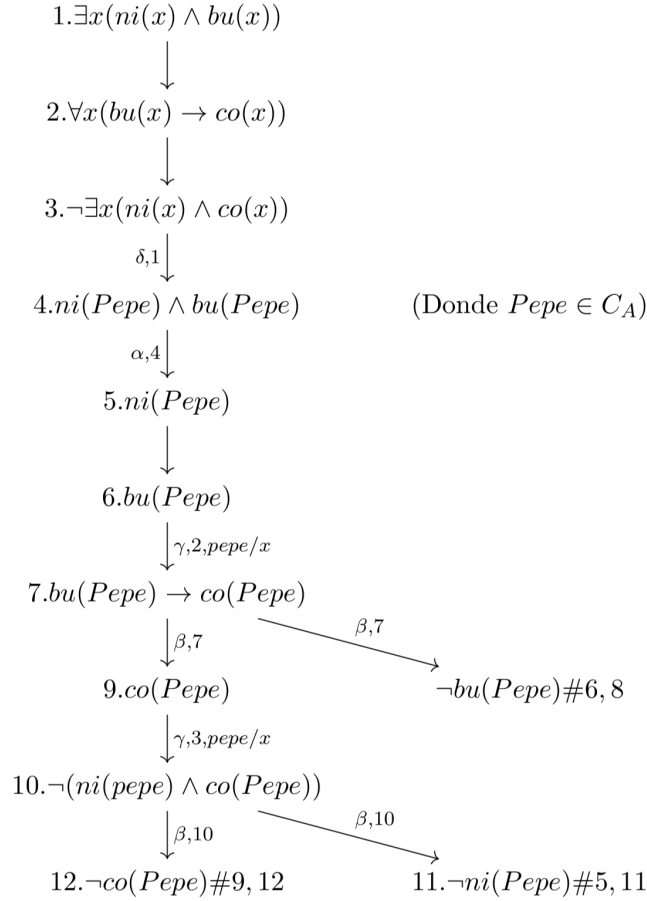 1.∃x(ni(x) ∧ bu(x))
2.∀x(bu(x) → co(x))
3.¬∃x(ni(x) ∧ co(x))
δ,1
4.ni(Pepe) ∧ bu(Pepe) (Donde Pepe ∈ C_A)
α,4
5.ni(Pepe)
6.bu(Pepe)
γ,2,pepe/x
7.bu(Pepe) → co(Pepe)
β,7 β,7
9.co(Pepe) ¬bu(Pepe)#6, 8
γ,3,pepe/x
10.¬(ni(pepe) ∧ co(Pepe))
β,10 β,10
12.¬co(Pepe)#9, 12 11.¬ni(Pepe)#5, 11